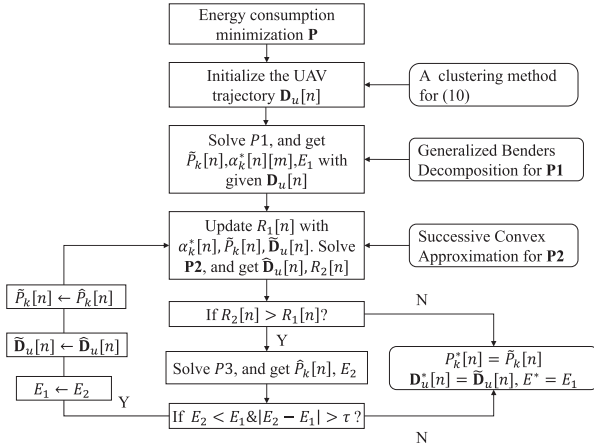 Energy consumption
minimization P
Initialize the UAV
trajectory D_u[n]
A clustering method
for (10)
Solve P1, and get
P̃_k[n],α*_k[n][m],E_1 with
given D_u[n]
Generalized Benders
Decomposition for P1
Update R_1[n] with
α*_k[n], P̃_k[n], D̃_u[n]. Solve
P2, and get D̂_u[n], R_2[n]
Successive Convex
Approximation for P2
P̃_k[n] ← P̂_k[n]
If R_2[n] > R_1[n]?
N
Y
D̃_u[n] ← D̂_u[n]
Solve P3, and get P̂_k[n], E_2
P*_k[n] = P̃_k[n]
D*_u[n] = D̃_u[n], E* = E_1
E_1 ← E_2
Y
If E_2 < E_1&|E_2 − E_1| > τ ?
N